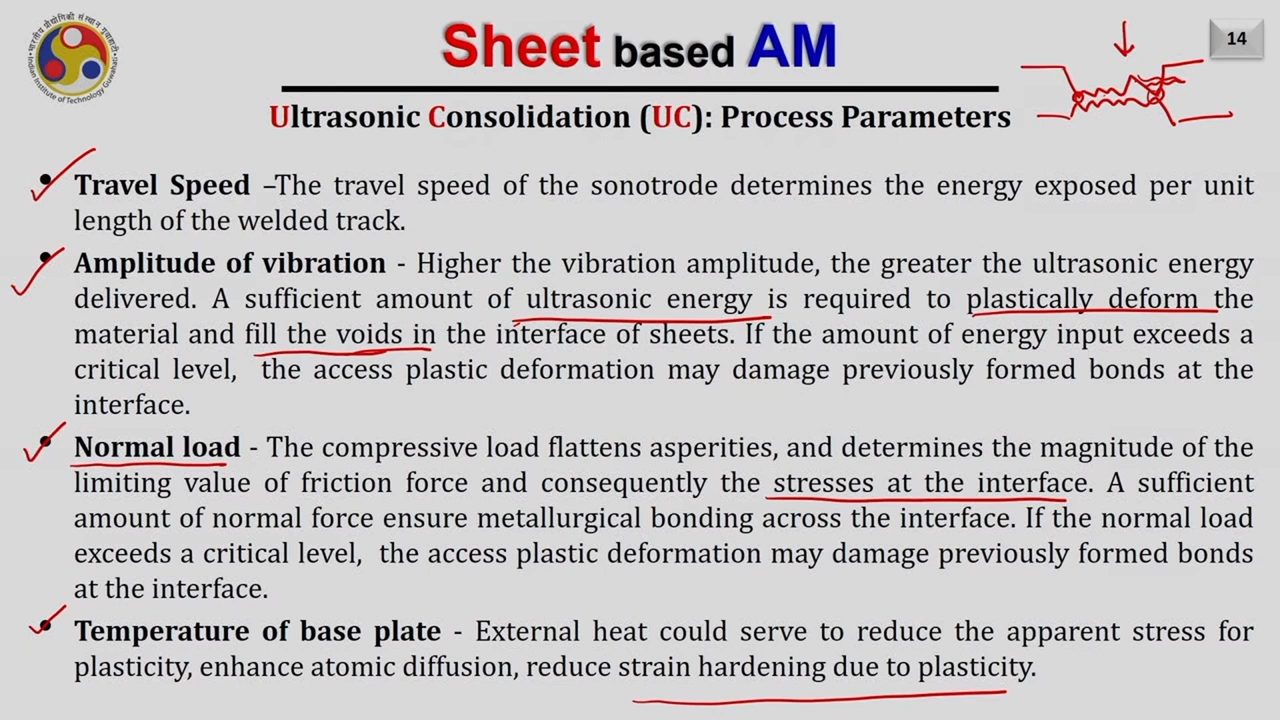 Sheet based AM
14
Ultrasonic Consolidation (UC): Process Parameters
• Travel Speed –The travel speed of the sonotrode determines the energy exposed per unit
length of the welded track.
• Amplitude of vibration - Higher the vibration amplitude, the greater the ultrasonic energy
delivered. A sufficient amount of ultrasonic energy is required to plastically deform the
material and fill the voids in the interface of sheets. If the amount of energy input exceeds a
critical level, the access plastic deformation may damage previously formed bonds at the
interface.
• Normal load - The compressive load flattens asperities, and determines the magnitude of the
limiting value of friction force and consequently the stresses at the interface. A sufficient
amount of normal force ensure metallurgical bonding across the interface. If the normal load
exceeds a critical level, the access plastic deformation may damage previously formed bonds
at the interface.
• Temperature of base plate - External heat could serve to reduce the apparent stress for
plasticity, enhance atomic diffusion, reduce strain hardening due to plasticity.
भारतीय प्रौद्योगिकी संस्थान गुवाहाटी
Indian Institute of Technology Guwahati